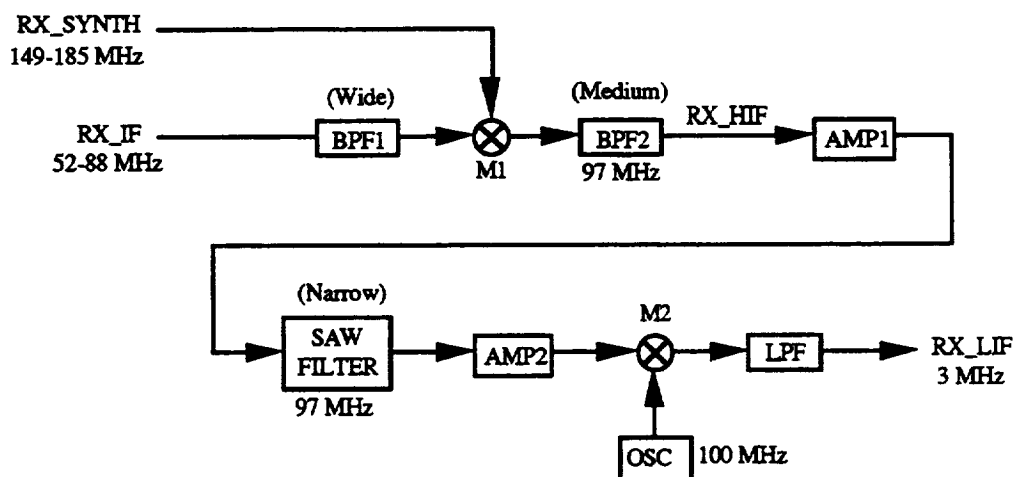 RX_SYNTH
149-185 MHz
(Wide)
(Medium)
RX_IF
52-88 MHz
BPF1
M1
BPF2
97 MHz
RX_HIF
AMP1
(Narrow)
SAW
FILTER
97 MHz
AMP2
M2
LPF
RX_LIF
3 MHz
OSC
100 MHz